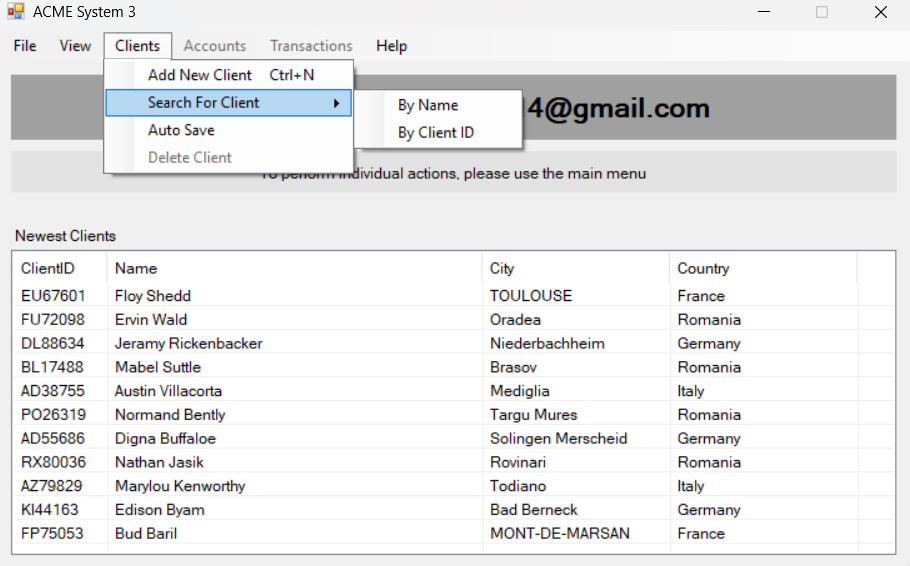 ACME System 3
File View Clients Accounts Transactions Help
Add New Client Ctrl+N
Search For Client
Auto Save
Delete Client
By Name
By Client ID
4@gmail.com
perform individual actions, please use the main menu
Newest Clients
ClientID Name City Country
EU67601 Floy Shedd TOULOUSE France
FU72098 Ervin Wald Oradea Romania
DL88634 Jeramy Rickenbacker Niederbachheim Germany
BL17488 Mabel Suttle Brasov Romania
AD38755 Austin Villacorta Mediglia Italy
PO26319 Normand Bently Targu Mures Romania
AD55686 Digna Buffaloe Solingen Merscheid Germany
RX80036 Nathan Jasik Rovinari Romania
AZ79829 Marylou Kenworthy Todiano Italy
KI44163 Edison Byam Bad Berneck Germany
FP75053 Bud Baril MONT-DE-MARSAN France